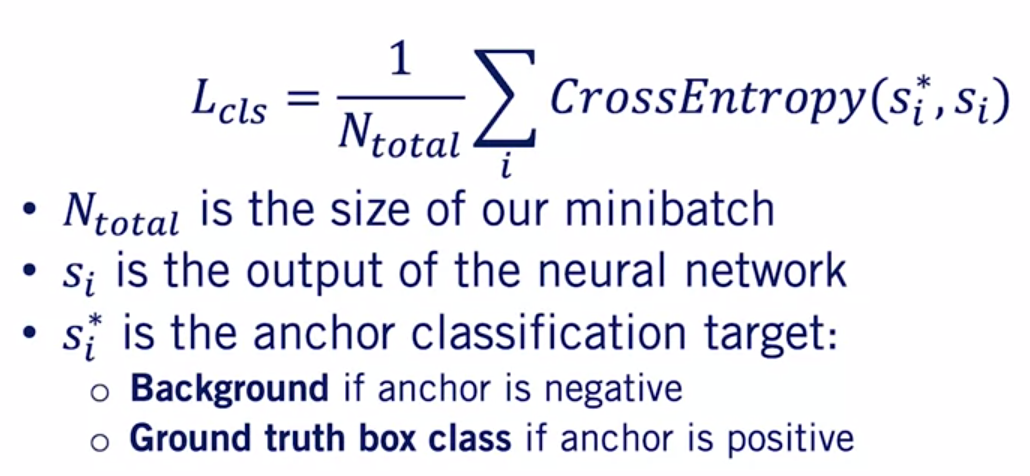 L_{cls} = \frac{1}{N_{total}} \sum_{i} CrossEntropy(s_i^*, s_i)
• N_{total} is the size of our minibatch
• s_i is the output of the neural network
• s_i^* is the anchor classification target:
○ Background if anchor is negative
○ Ground truth box class if anchor is positive